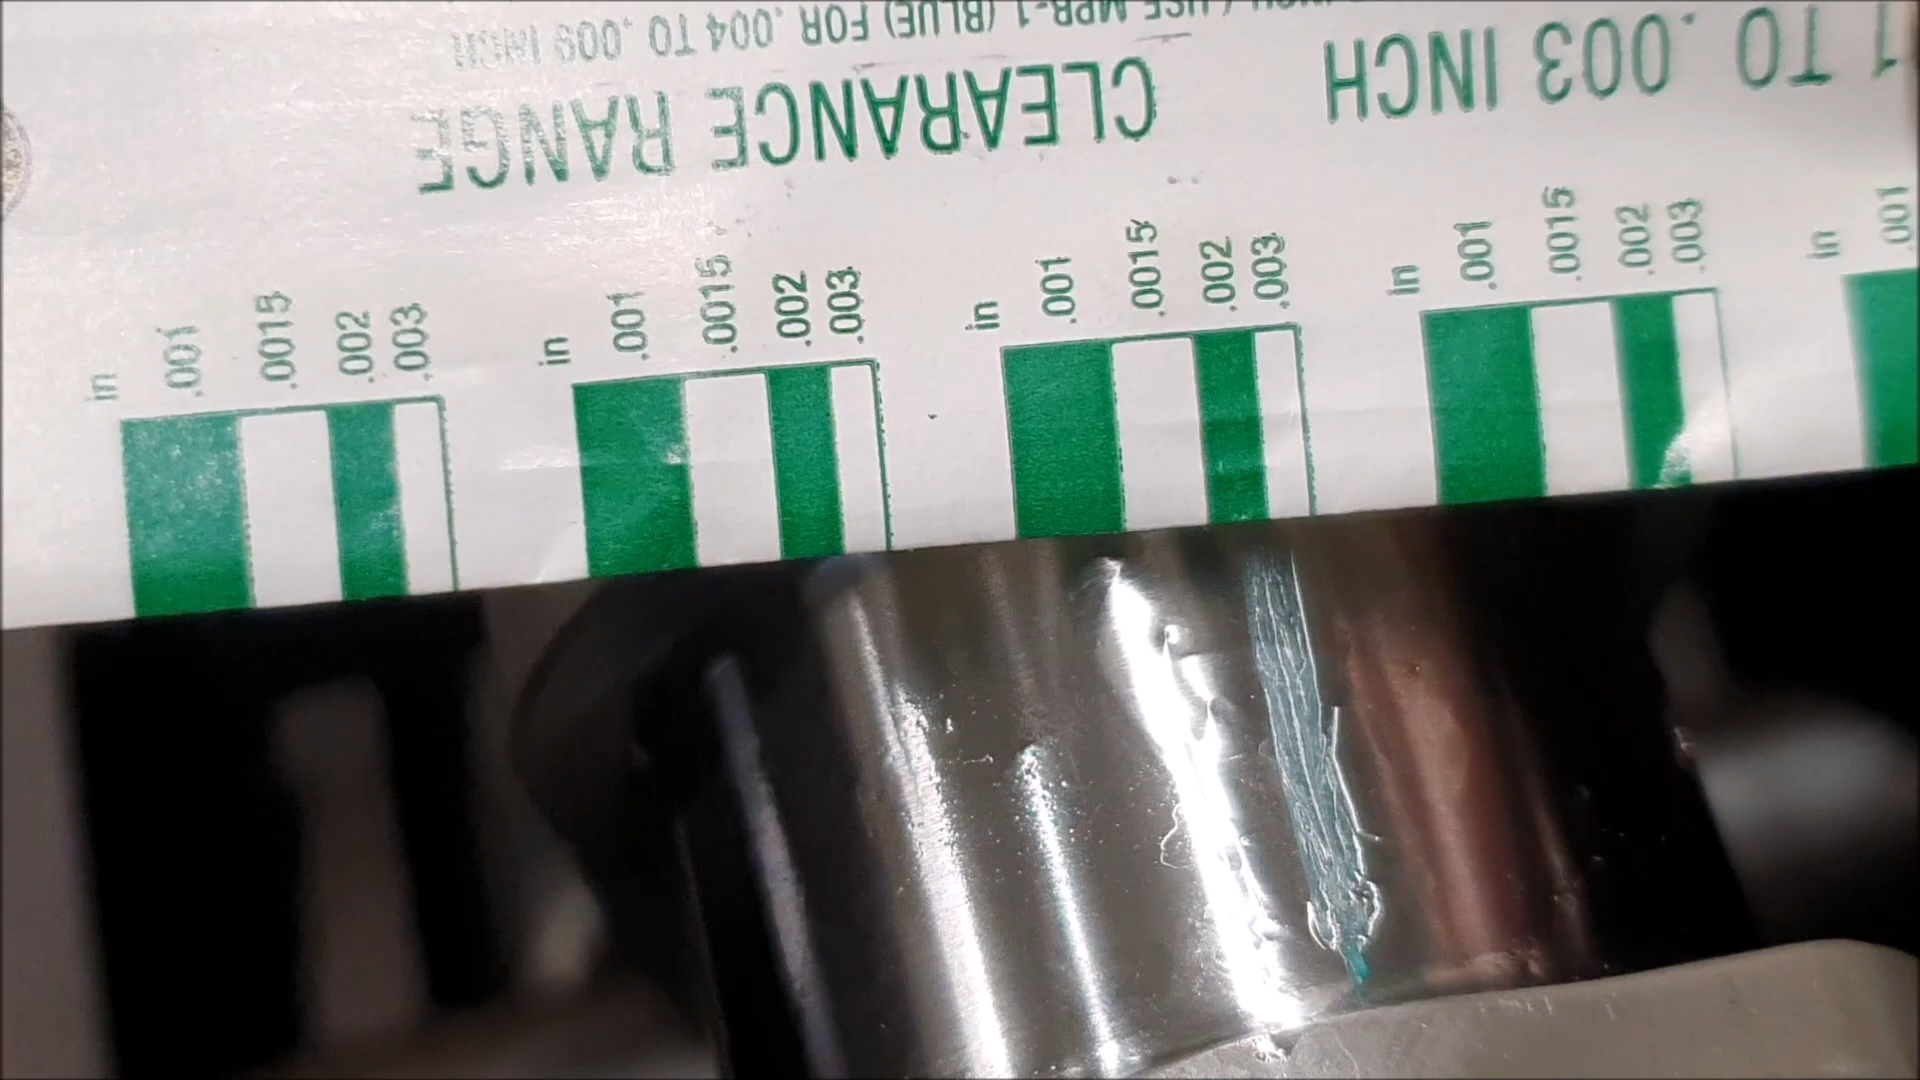 1 TO .003 INCH CLEARANCE RANGE
USE MPB-1 (BLUE) FOR .004 TO .009 INCH
in .001 .0015 .002 .003
in .001 .0015 .002 .003
in .001 .0015 .002 .003
in .001 .0015 .002 .003
in .001